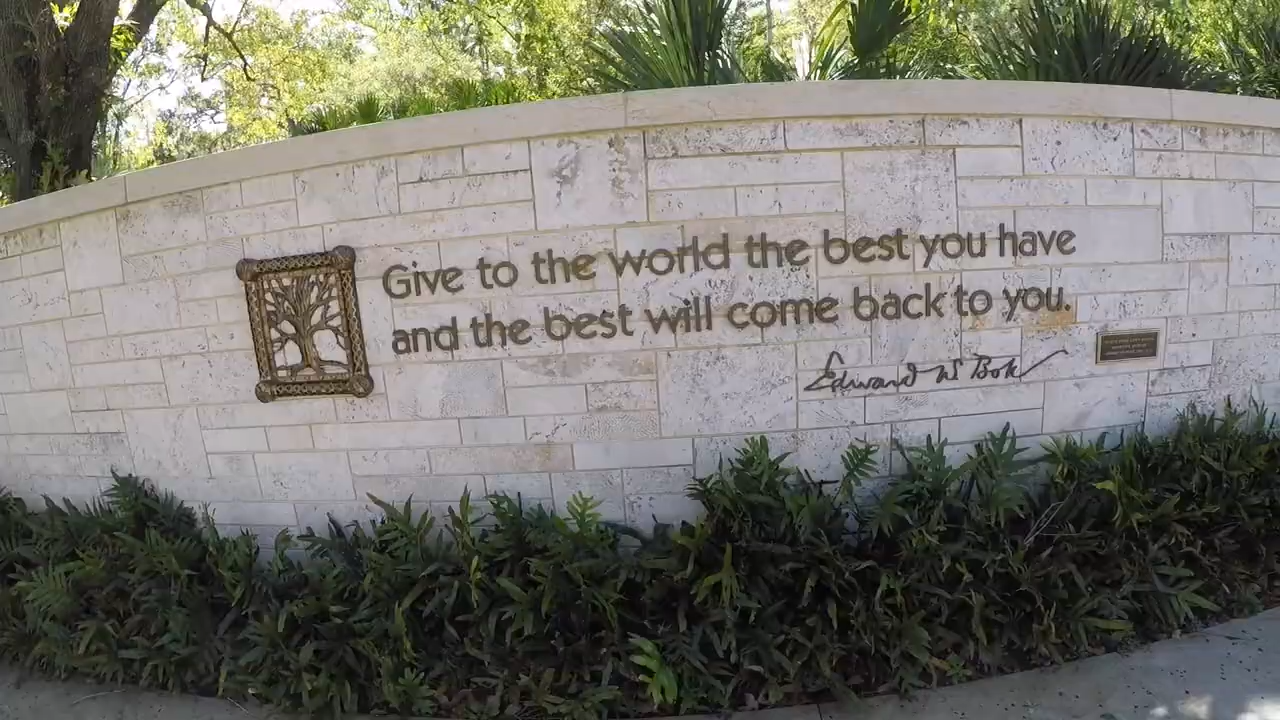 Give to the world the best you have
and the best will come back to you.
Edward W Bok